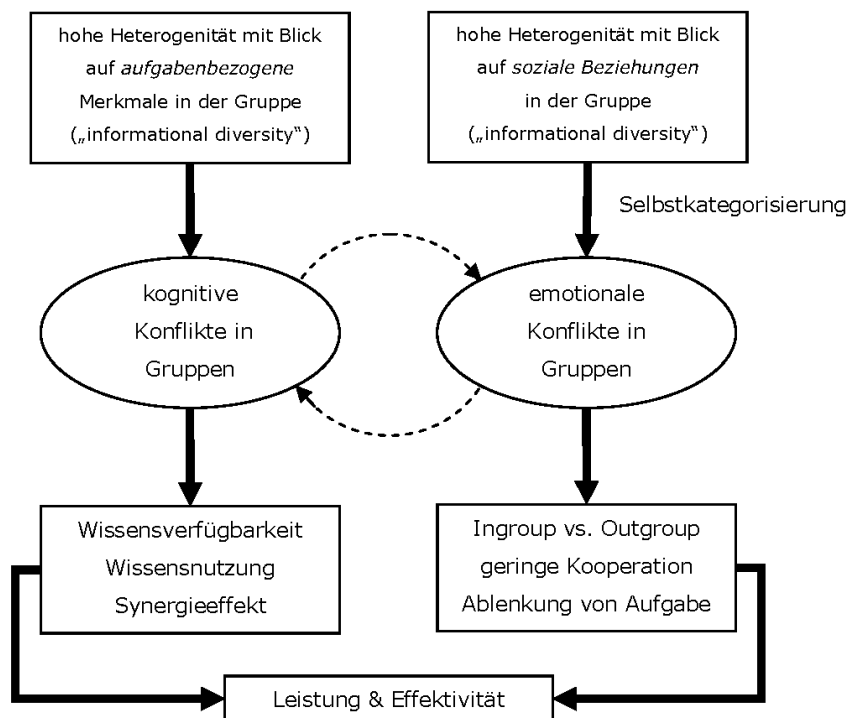 hohe Heterogenität mit Blick
auf aufgabenbezogene
Merkmale in der Gruppe
(„informational diversity“)
hohe Heterogenität mit Blick
auf soziale Beziehungen
in der Gruppe
(„informational diversity“)
Selbstkategorisierung
kognitive
Konflikte in
Gruppen
emotionale
Konflikte in
Gruppen
Wissensverfügbarkeit
Wissensnutzung
Synergieeffekt
Ingroup vs. Outgroup
geringe Kooperation
Ablenkung von Aufgabe
Leistung & Effektivität